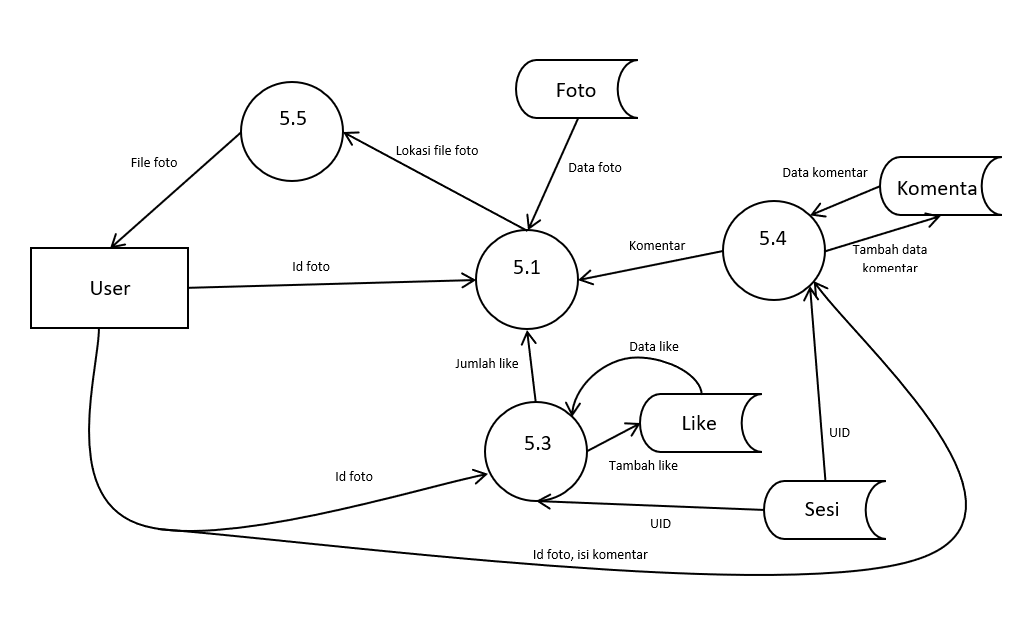 Foto
5.5
Lokasi file foto
File foto
Data foto
Data komentar
Komenta
5.4
Komentar
Tambah data
komentar
Id foto
5.1
User
Data like
Jumlah like
Like
5.3
Tambah like
UID
Id foto
Sesi
UID
Id foto, isi komentar